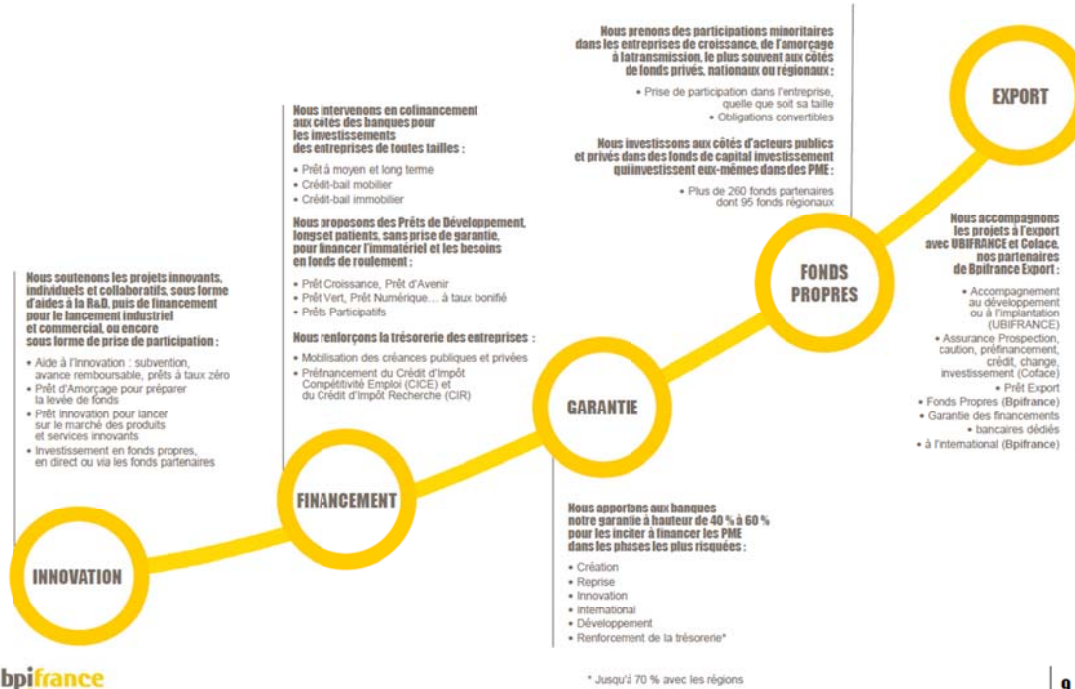 Nous soutenons les projets innovants,
individuels et collaboratifs, sous forme
d'aides à la R&D, puis de financement
pour le lancement industriel
et commercial, ou encore
sous forme de prise de participation :
• Aide à l'Innovation : subvention,
avance remboursable, prêts à taux zéro
• Prêt d'Amorçage pour préparer
la levée de fonds
• Prêt Innovation pour lancer
sur le marché des produits
et services innovants
• Investissement en fonds propres,
en direct ou via les fonds partenaires
INNOVATION
Nous intervenons en cofinancement
aux côtés des banques pour
les investissements
des entreprises de toutes tailles :
• Prêt à moyen et long terme
• Crédit-bail mobilier
• Crédit-bail immobilier
Nous proposons des Prêts de Développement,
longset patients, sans prise de garantie,
pour financer l'immatériel et les besoins
en fonds de roulement :
• Prêt Croissance, Prêt d'Avenir
• Prêt Vert, Prêt Numérique… à taux bonifié
• Prêts Participatifs
Nous renforçons la trésorerie des entreprises :
• Mobilisation des créances publiques et privées
• Préfinancement du Crédit d'Impôt
Compétitivité Emploi (CICE) et
du Crédit d'Impôt Recherche (CIR)
FINANCEMENT
GARANTIE
Nous apportons aux banques
notre garantie à hauteur de 40 % à 60 %
pour les inciter à financer les PME
dans les phases les plus risquées :
• Création
• Reprise
• Innovation
• International
• Développement
• Renforcement de la trésorerie*
Nous prenons des participations minoritaires
dans les entreprises de croissance, de l'amorçage
à latransmission, le plus souvent aux côtés
de fonds privés, nationaux ou régionaux :
• Prise de participation dans l'entreprise,
quelle que soit sa taille
• Obligations convertibles
Nous investissons aux côtés d'acteurs publics
et privés dans des fonds de capital investissement
quiinvestissent eux-mêmes dans des PME :
• Plus de 260 fonds partenaires
dont 95 fonds régionaux
FONDS
PROPRES
EXPORT
Nous accompagnons
les projets à l'export
avec UBIFRANCE et Coface,
nos partenaires
de Bpifrance Export :
• Accompagnement
au développement
ou à l'implantation
(UBIFRANCE)
• Assurance Prospection,
caution, préfinancement,
crédit, change,
investissement (Coface)
• Prêt Export
• Fonds Propres (Bpifrance)
• Garantie des financements
• bancaires dédiés
• à l'international (Bpifrance)
bpifrance
* Jusqu'à 70 % avec les régions
9